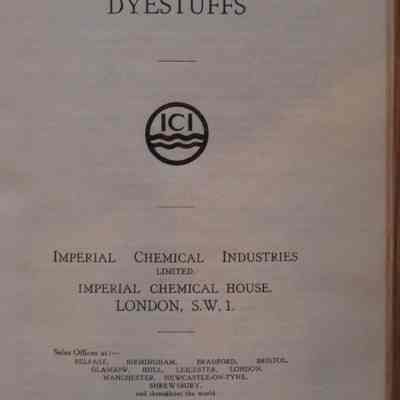 DYESTUFFS
ICI
IMPERIAL CHEMICAL INDUSTRIES
LIMITED.
IMPERIAL CHEMICAL HOUSE,
LONDON, S.W. 1.
Sales Offices at:—
BELFAST, BIRMINGHAM, BRADFORD, BRISTOL,
GLASGOW, HULL, LEICESTER, LONDON,
MANCHESTER, NEWCASTLE-ON-TYNE,
SHREWSBURY,
and throughout the world